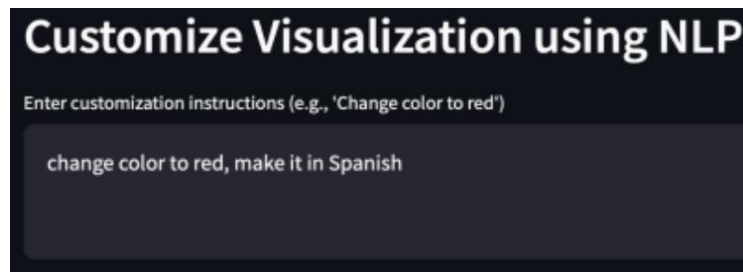 Customize Visualization using NLP
Enter customization instructions (e.g., 'Change color to red')
change color to red, make it in Spanish